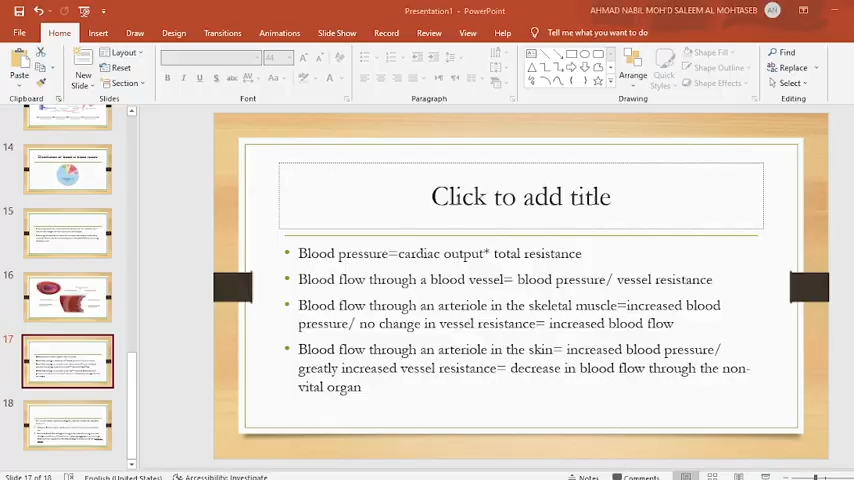 Presentation1 - PowerPoint
AHMAD NABIL MOH'D SALEEM AL MOHTASEB
AN
File
Home
Insert
Draw
Design
Transitions
Animations
Slide Show
Record
Review
View
Help
Tell me what you want to do
Paste
Clipboard
New
Slide
Layout
Reset
Section
Slides
44
Font
Paragraph
Arrange
Quick
Styles
Shape Fill
Shape Outline
Shape Effects
Drawing
Find
Replace
Select
Editing
14
15
16
17
18
Click to add title
• Blood pressure=cardiac output* total resistance
• Blood flow through a blood vessel= blood pressure/ vessel resistance
• Blood flow through an arteriole in the skeletal muscle=increased blood
pressure/ no change in vessel resistance= increased blood flow
• Blood flow through an arteriole in the skin= increased blood pressure/
greatly increased vessel resistance= decrease in blood flow through the non-
vital organ
Slide 17 of 18
English (United States)
Accessibility: Investigate
Notes
Comments